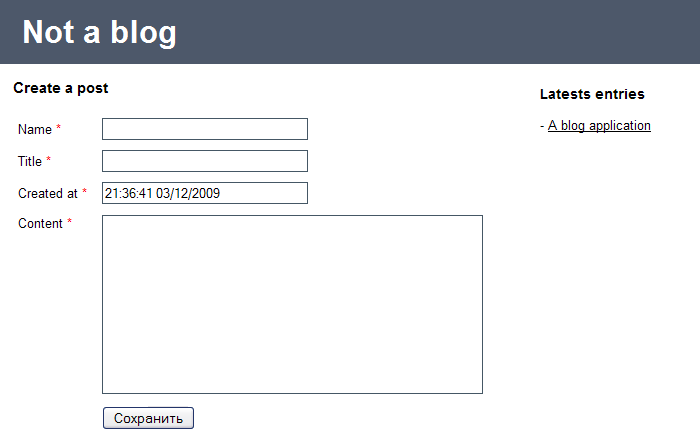 Not a blog
Create a post
Name *
Title *
Created at * 21:36:41 03/12/2009
Content *
Сохранить
Latests entries
- A blog application